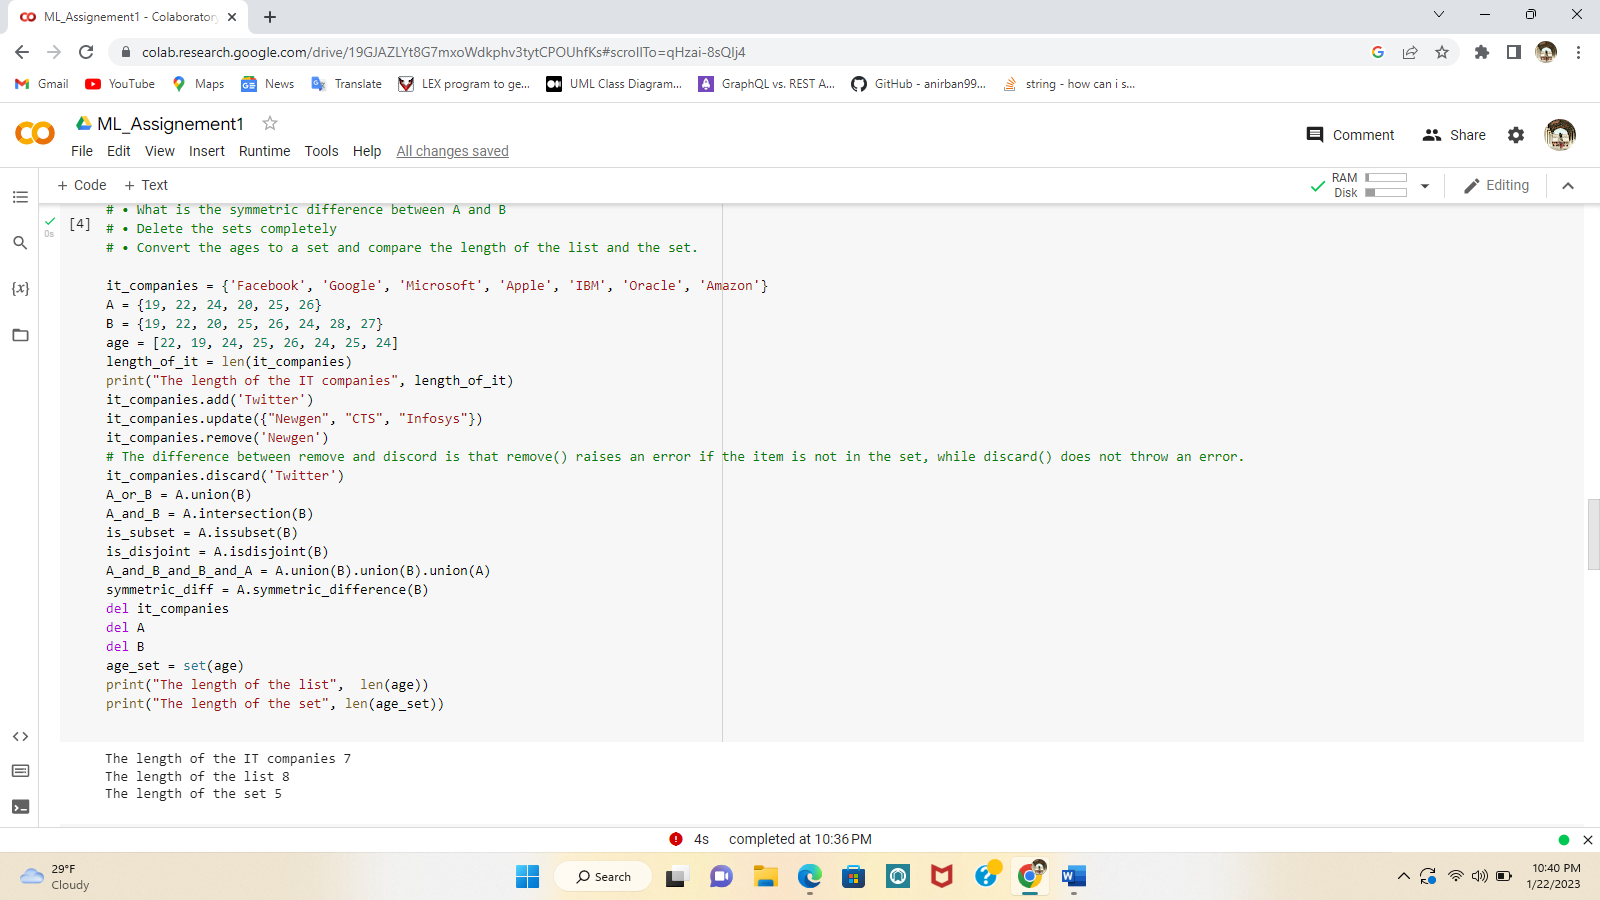 ML_Assignement1 - Colaboratory
colab.research.google.com/drive/19GJAZLYt8G7mxoWdkphv3tytCPOUhfKs#scrollTo=qHzai-8sQlj4
Gmail YouTube Maps News Translate LEX program to ge... UML Class Diagram... GraphQL vs. REST A... GitHub - anirban99... string - how can i s...
ML_Assignement1
Comment Share
File Edit View Insert Runtime Tools Help All changes saved
+ Code + Text
RAM
Disk
Editing
# • What is the symmetric difference between A and B
[4]
0s
# • Delete the sets completely
# • Convert the ages to a set and compare the length of the list and the set.
it_companies = {'Facebook', 'Google', 'Microsoft', 'Apple', 'IBM', 'Oracle', 'Amazon'}
A = {19, 22, 24, 20, 25, 26}
B = {19, 22, 20, 25, 26, 24, 28, 27}
age = [22, 19, 24, 25, 26, 24, 25, 24]
length_of_it = len(it_companies)
print("The length of the IT companies", length_of_it)
it_companies.add('Twitter')
it_companies.update({"Newgen", "CTS", "Infosys"})
it_companies.remove('Newgen')
# The difference between remove and discord is that remove() raises an error if the item is not in the set, while discard() does not throw an error.
it_companies.discard('Twitter')
A_or_B = A.union(B)
A_and_B = A.intersection(B)
is_subset = A.issubset(B)
is_disjoint = A.isdisjoint(B)
A_and_B_and_B_and_A = A.union(B).union(B).union(A)
symmetric_diff = A.symmetric_difference(B)
del it_companies
del A
del B
age_set = set(age)
print("The length of the list",  len(age))
print("The length of the set", len(age_set))
The length of the IT companies 7
The length of the list 8
The length of the set 5
4s completed at 10:36 PM
29°F
Cloudy
Search
10:40 PM
1/22/2023